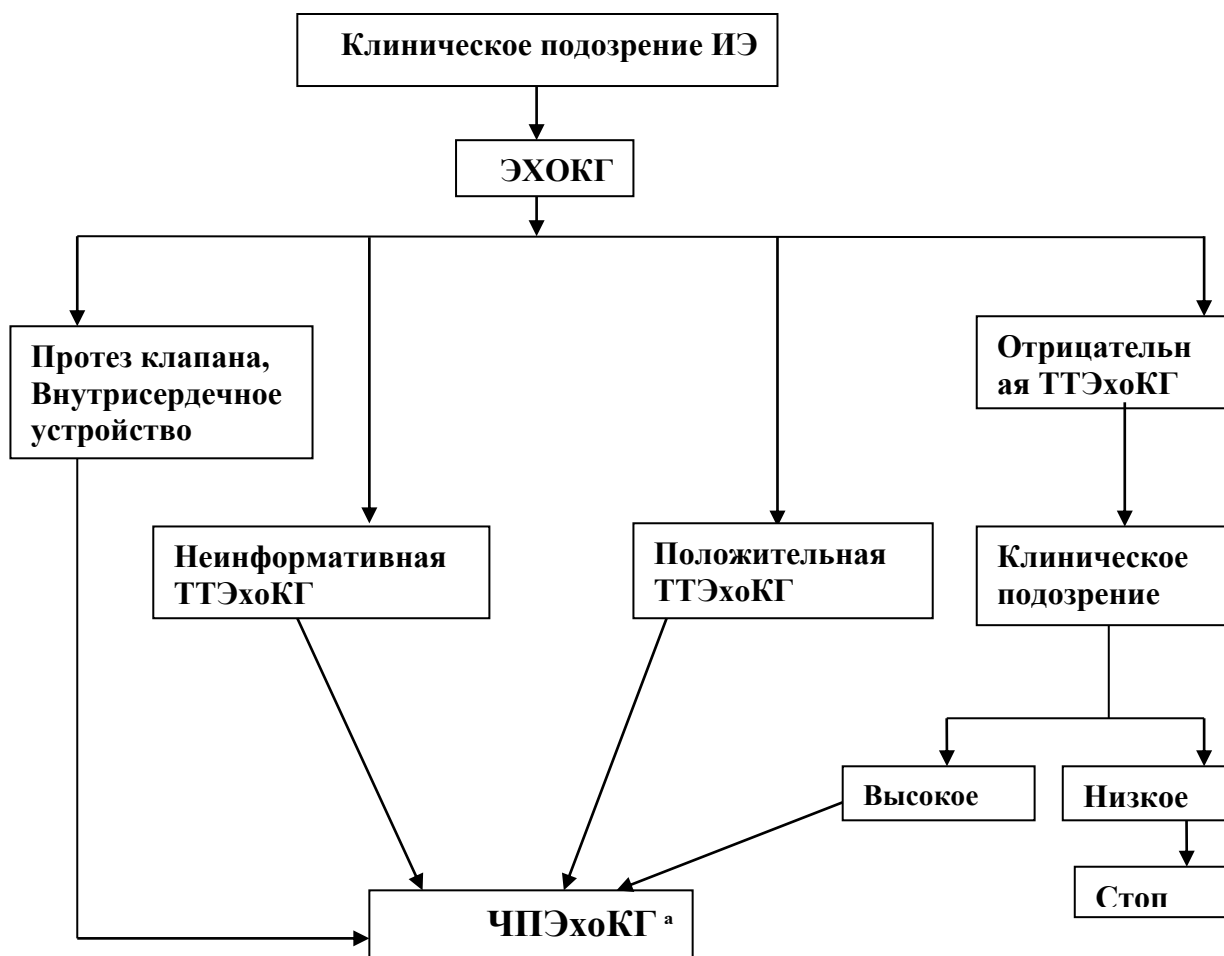 Клиническое подозрение ИЭ
ЭХОКГ
Протез клапана,
Внутрисердечное
устройство
Отрицательн
ая ТТЭхоКГ
Неинформативная
ТТЭхоКГ
Положительная
ТТЭхоКГ
Клиническое
подозрение
Высокое
Низкое
Стоп
ЧПЭхоКГ ᵃ